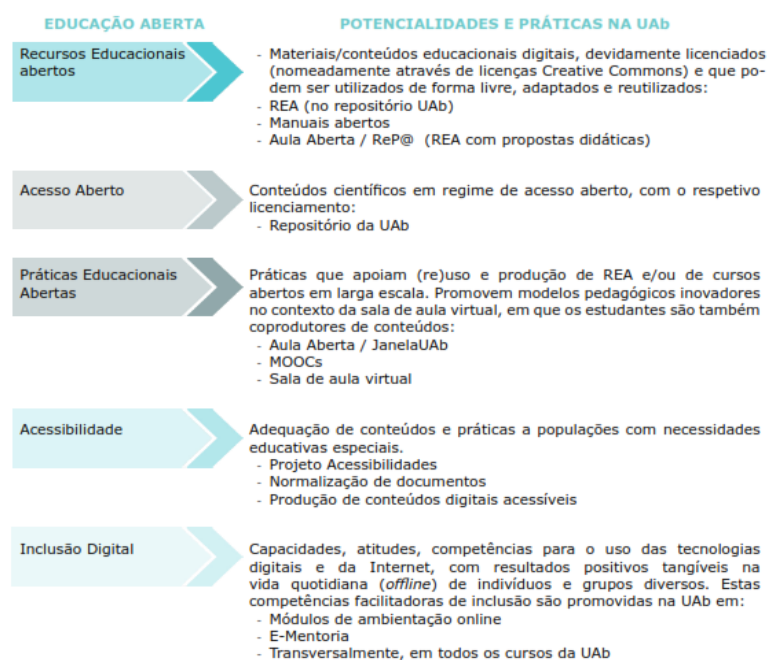 EDUCAÇÃO ABERTA
POTENCIALIDADES E PRÁTICAS NA UAb
Recursos Educacionais
abertos
- Materiais/conteúdos educacionais digitais, devidamente licenciados
(nomeadamente através de licenças Creative Commons) e que po-
dem ser utilizados de forma livre, adaptados e reutilizados:
- REA (no repositório UAb)
- Manuais abertos
- Aula Aberta / ReP@ (REA com propostas didáticas)
Acesso Aberto
Conteúdos científicos em regime de acesso aberto, com o respetivo
licenciamento:
- Repositório da UAb
Práticas Educacionais
Abertas
Práticas que apoiam (re)uso e produção de REA e/ou de cursos
abertos em larga escala. Promovem modelos pedagógicos inovadores
no contexto da sala de aula virtual, em que os estudantes são também
coprodutores de conteúdos:
- Aula Aberta / JanelaUAb
- MOOCs
- Sala de aula virtual
Acessibilidade
Adequação de conteúdos e práticas a populações com necessidades
educativas especiais.
- Projeto Acessibilidades
- Normalização de documentos
- Produção de conteúdos digitais acessíveis
Inclusão Digital
Capacidades, atitudes, competências para o uso das tecnologias
digitais e da Internet, com resultados positivos tangíveis na
vida quotidiana (offline) de indivíduos e grupos diversos. Estas
competências facilitadoras de inclusão são promovidas na UAb em:
- Módulos de ambientação online
- E-Mentoria
- Transversalmente, em todos os cursos da UAb